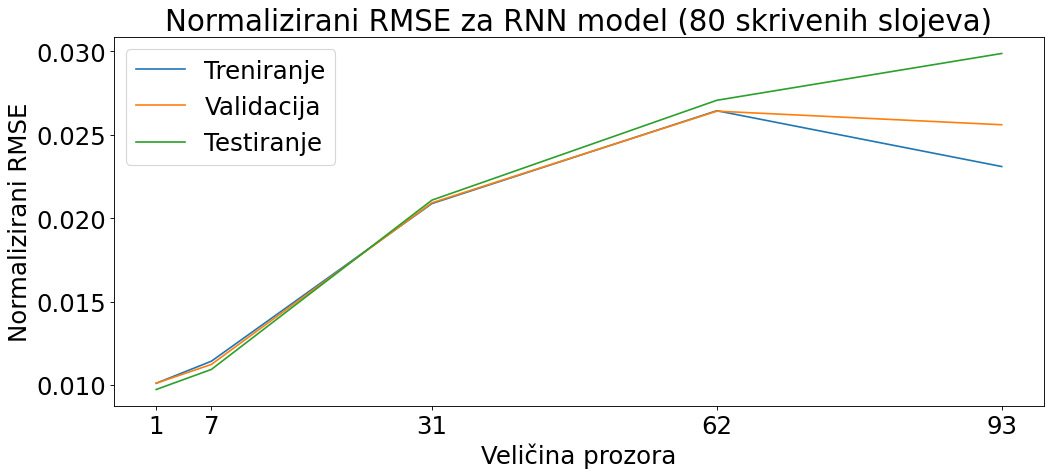 Normalizirani RMSE za RNN model (80 skrivenih slojeva)
Normalizirani RMSE
0.030
0.025
0.020
0.015
0.010
Treniranje
Validacija
Testiranje
1 7 31 62 93
Veličina prozora